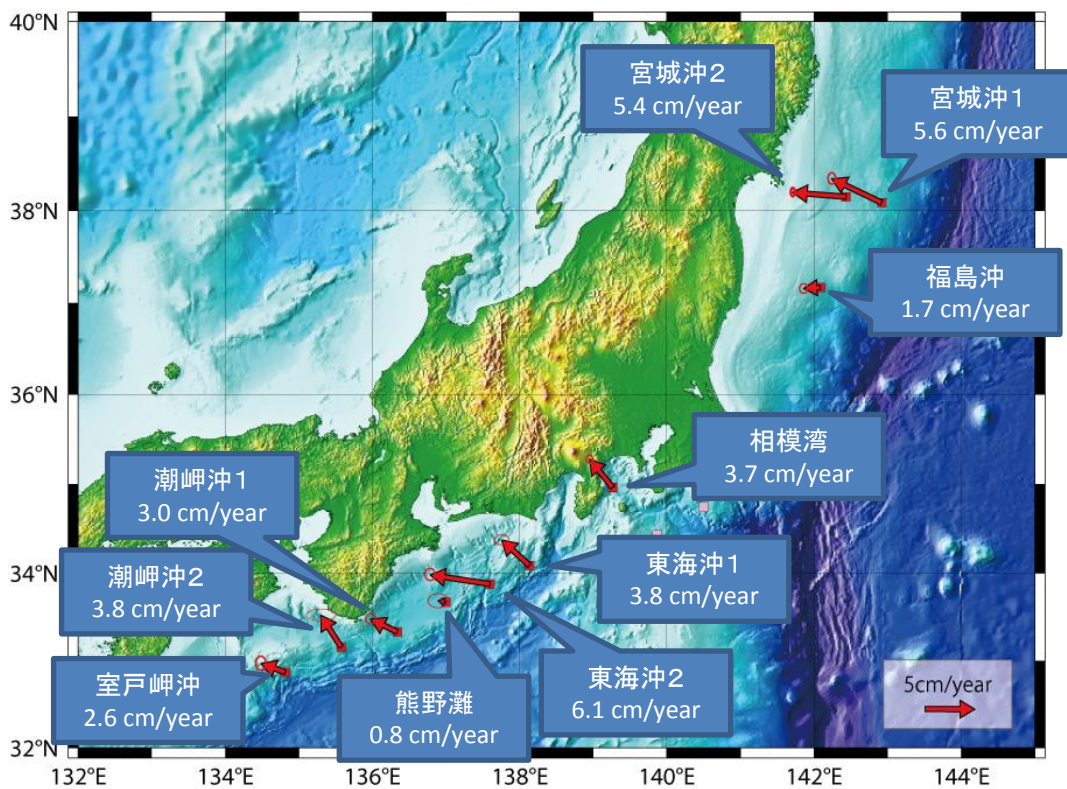 40°N
38°N
36°N
34°N
32°N
132°E
134°E
136°E
138°E
140°E
142°E
144°E
宮城沖2
5.4 cm/year
宮城沖1
5.6 cm/year
福島沖
1.7 cm/year
相模湾
3.7 cm/year
潮岬沖1
3.0 cm/year
潮岬沖2
3.8 cm/year
東海沖1
3.8 cm/year
室戸岬沖
2.6 cm/year
熊野灘
0.8 cm/year
東海沖2
6.1 cm/year
5cm/year